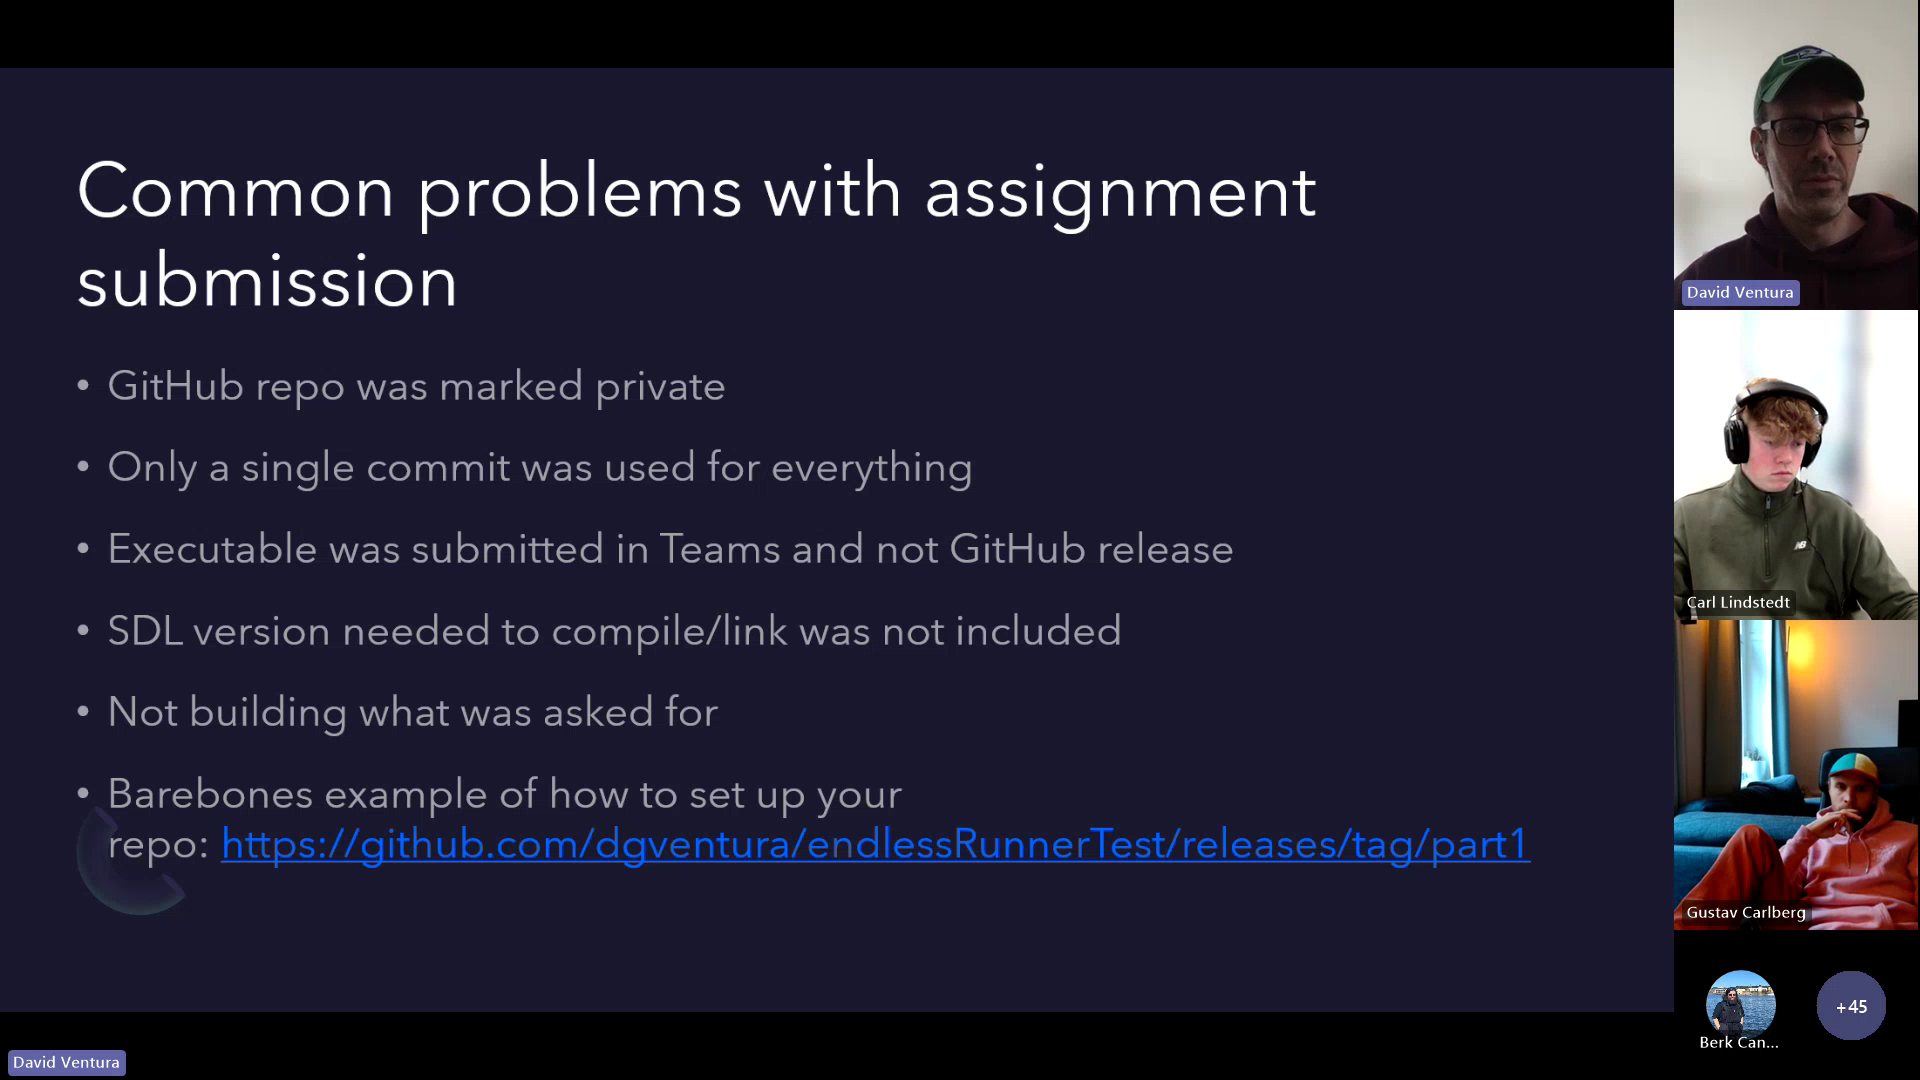 Common problems with assignment
submission
• GitHub repo was marked private
• Only a single commit was used for everything
• Executable was submitted in Teams and not GitHub release
• SDL version needed to compile/link was not included
• Not building what was asked for
• Barebones example of how to set up your
repo: https://github.com/dgventura/endlessRunnerTest/releases/tag/part1
David Ventura
Carl Lindstedt
Gustav Carlberg
Berk Can...
+45
David Ventura